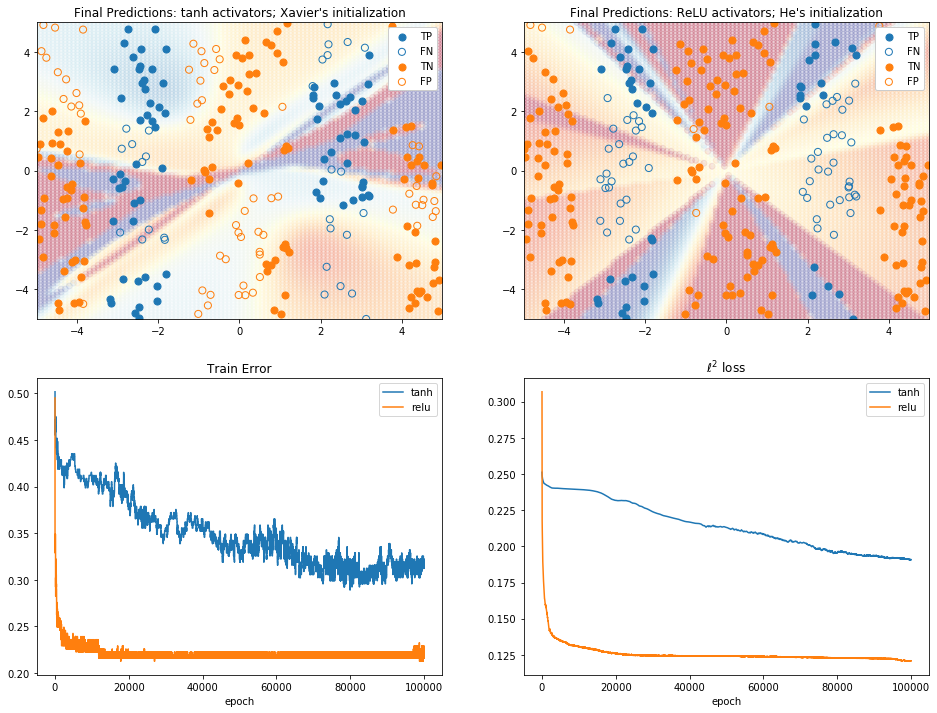 Final Predictions: tanh activators; Xavier's initialization
TP
FN
TN
FP
4
2
0
−2
−4
−4 −2 0 2 4
Final Predictions: ReLU activators; He's initialization
TP
FN
TN
FP
4
2
0
−2
−4
−4 −2 0 2 4
Train Error
tanh
relu
0.50
0.45
0.40
0.35
0.30
0.25
0.20
0 20000 40000 60000 80000 100000
epoch
ℓ² loss
tanh
relu
0.300
0.275
0.250
0.225
0.200
0.175
0.150
0.125
0 20000 40000 60000 80000 100000
epoch